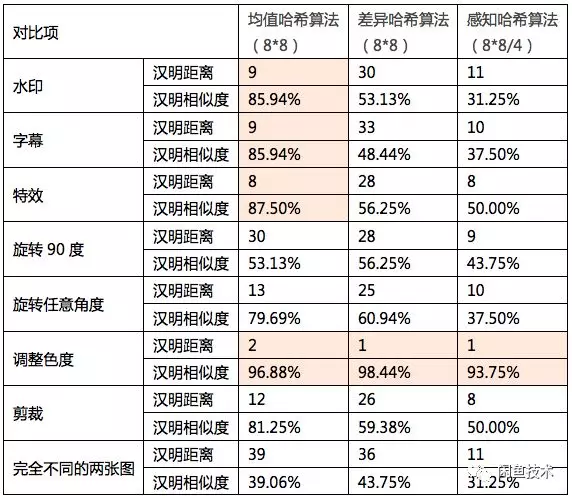 对比项 均值哈希算法（8*8） 差异哈希算法（8*8） 感知哈希算法（8*8/4）
水印 汉明距离 9 30 11
汉明相似度 85.94% 53.13% 31.25%
字幕 汉明距离 9 33 10
汉明相似度 85.94% 48.44% 37.50%
特效 汉明距离 8 28 8
汉明相似度 87.50% 56.25% 50.00%
旋转 90 度 汉明距离 30 28 9
汉明相似度 53.13% 56.25% 43.75%
旋转任意角度 汉明距离 13 25 10
汉明相似度 79.69% 60.94% 37.50%
调整色度 汉明距离 2 1 1
汉明相似度 96.88% 98.44% 93.75%
剪裁 汉明距离 12 26 8
汉明相似度 81.25% 59.38% 50.00%
完全不同的两张图 汉明距离 39 36 11
汉明相似度 39.06% 43.75% 31.25%
闲鱼技术